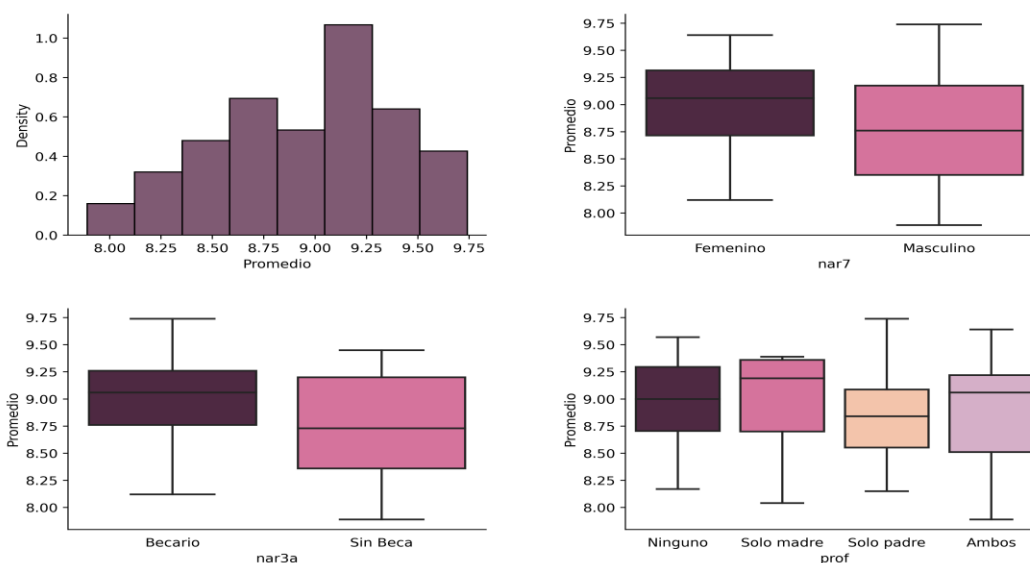 1.0
0.8
0.6
0.4
0.2
0.0
Density
8.00 8.25 8.50 8.75 9.00 9.25 9.50 9.75
Promedio
9.75
9.50
9.25
9.00
8.75
8.50
8.25
8.00
Promedio
Femenino Masculino
nar7
9.75
9.50
9.25
9.00
8.75
8.50
8.25
8.00
Promedio
Becario Sin Beca
nar3a
9.75
9.50
9.25
9.00
8.75
8.50
8.25
8.00
Promedio
Ninguno Solo madre Solo padre Ambos
prof